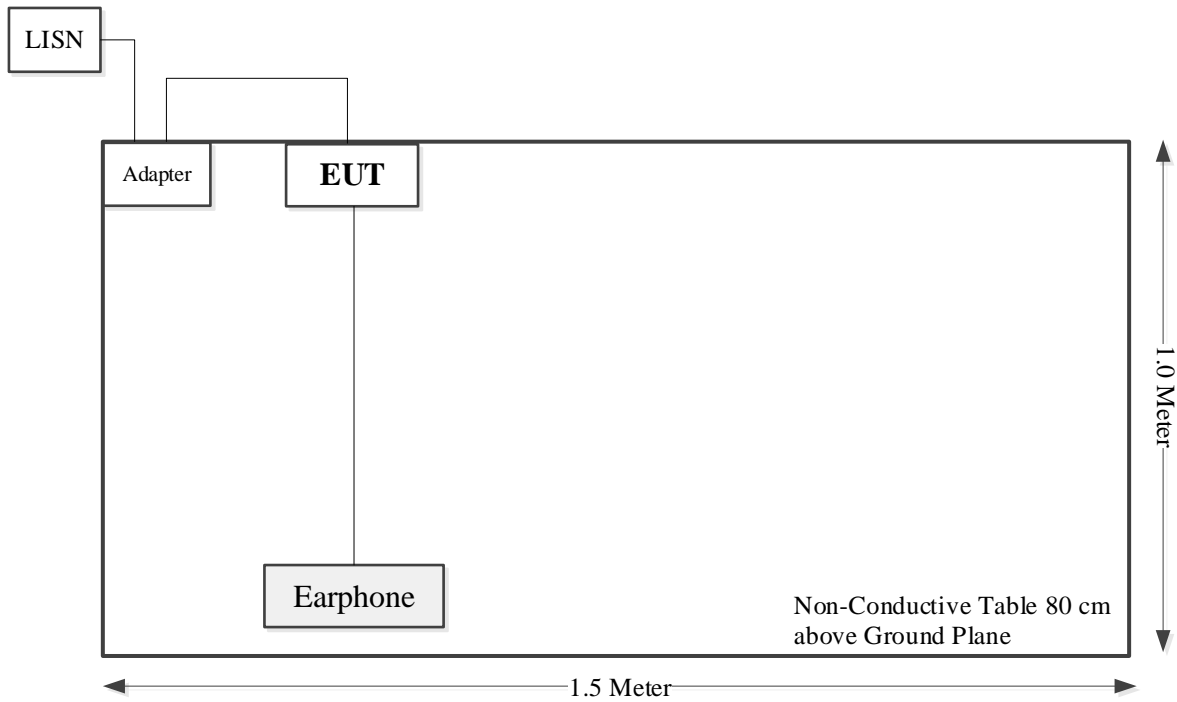 LISN
Adapter
EUT
1.0 Meter
Earphone
Non-Conductive Table 80 cm
above Ground Plane
1.5 Meter